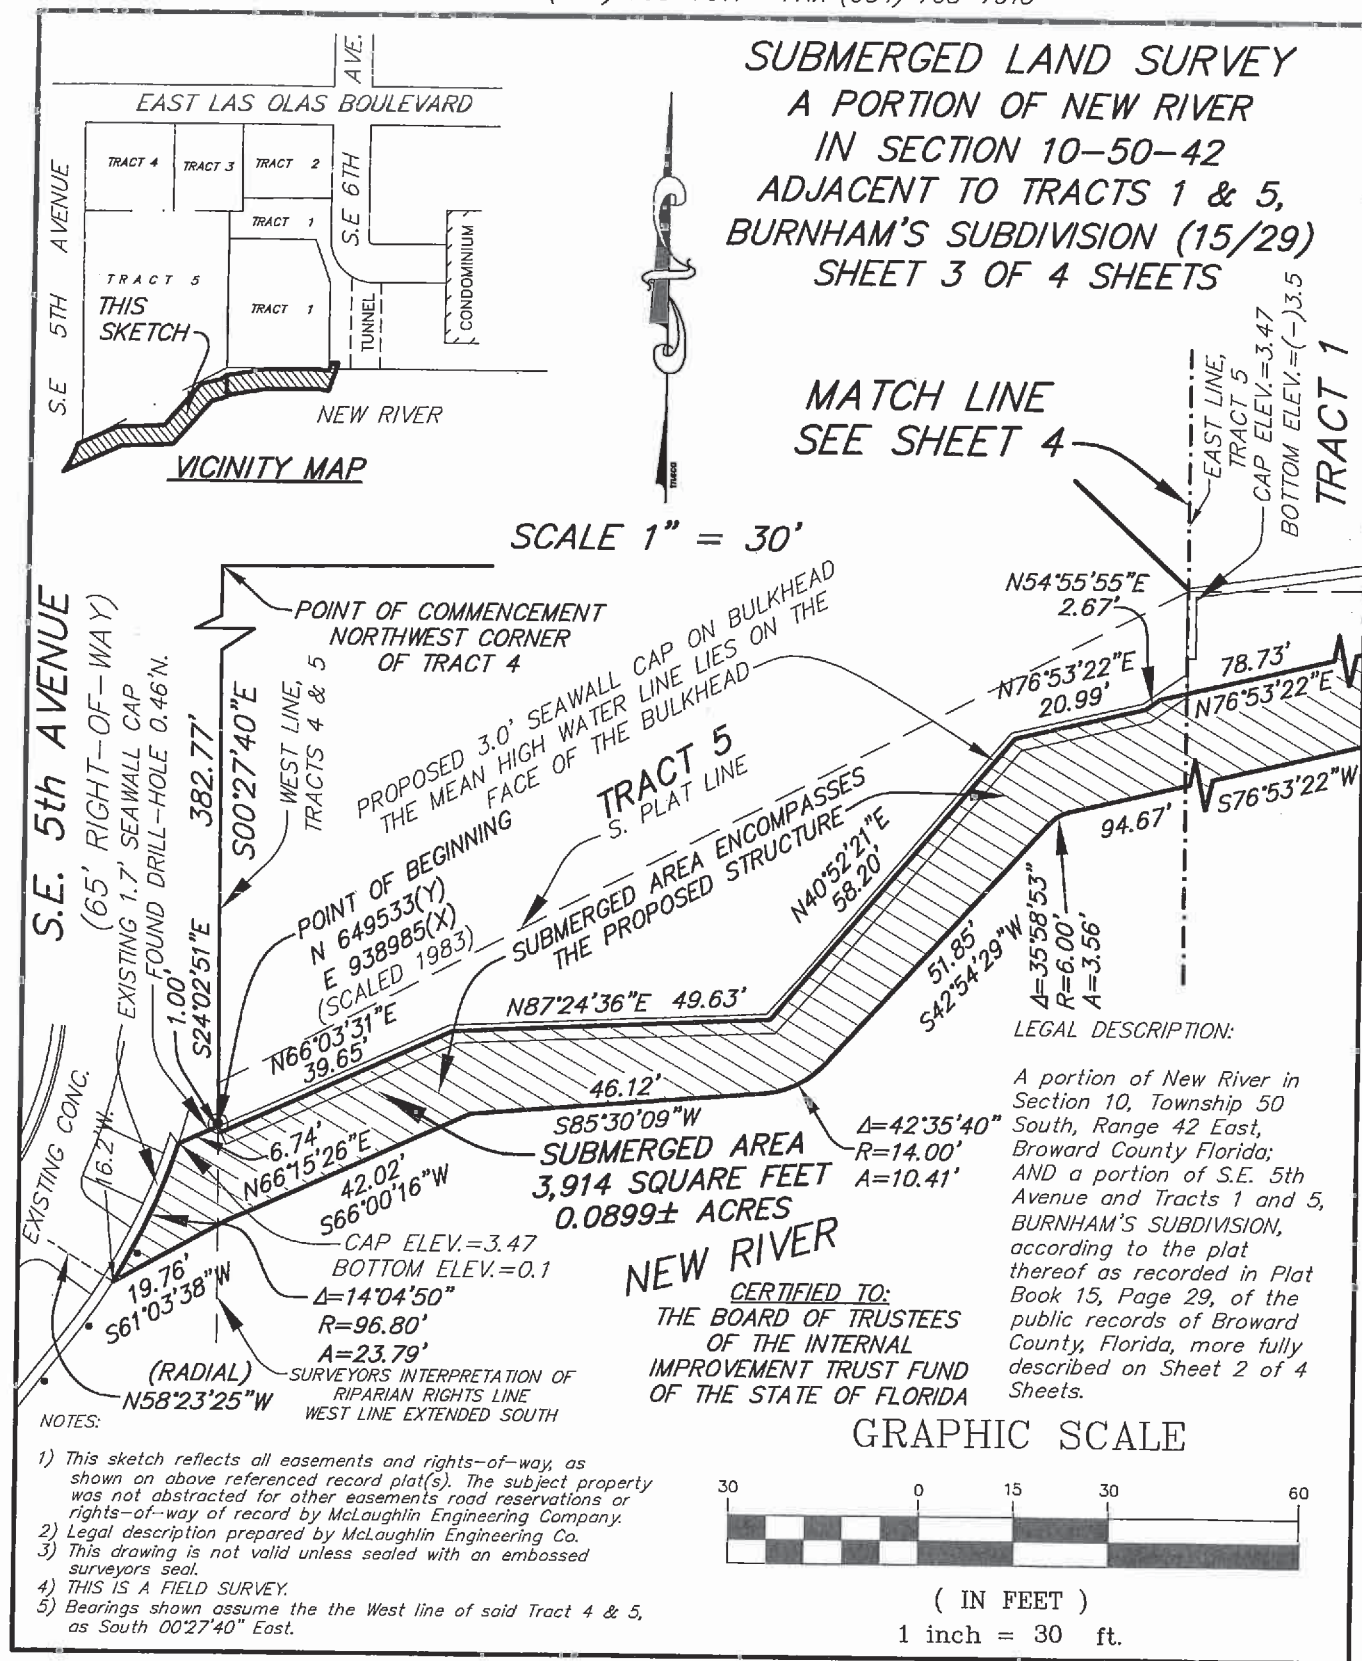 EAST LAS OLAS BOULEVARD
AVE.
S.E 6TH
S.E 5TH AVENUE
TRACT 4
TRACT 3
TRACT 2
TRACT 1
TRACT 5
THIS
SKETCH
TRACT 1
TUNNEL
CONDOMINIUM
NEW RIVER
VICINITY MAP
SUBMERGED LAND SURVEY
A PORTION OF NEW RIVER
IN SECTION 10-50-42
ADJACENT TO TRACTS 1 & 5,
BURNHAM'S SUBDIVISION (15/29)
SHEET 3 OF 4 SHEETS
MATCH LINE
SEE SHEET 4
EAST LINE,
TRACT 5
CAP ELEV.=3.47
BOTTOM ELEV.=(-)3.5
TRACT 1
SCALE 1" = 30'
S.E. 5th AVENUE
(65' RIGHT-OF-WAY)
EXISTING 1.7' SEAWALL CAP
FOUND DRILL-HOLE 0.46'N.
1.00'
S24°02'51"E
382.77'
S00°27'40"E
WEST LINE,
TRACTS 4 & 5
POINT OF COMMENCEMENT
NORTHWEST CORNER
OF TRACT 4
PROPOSED 3.0' SEAWALL CAP ON BULKHEAD
THE MEAN HIGH WATER LINE LIES ON THE
FACE OF THE BULKHEAD
TRACT 5
S. PLAT LINE
POINT OF BEGINNING
N 649533(Y)
E 938985(X)
(SCALED 1983)
SUBMERGED AREA ENCOMPASSES
THE PROPOSED STRUCTURE
N54°55'55"E
2.67'
N76°53'22"E
20.99'
78.73'
N76°53'22"E
S76°53'22"W
94.67'
N40°52'21"E
58.20'
51.85'
S42°54'29"W
Δ=35°58'53"
R=6.00'
A=3.56'
N66°03'31"E
39.65'
N87°24'36"E 49.63'
46.12'
S85°30'09"W
Δ=42°35'40"
R=14.00'
A=10.41'
SUBMERGED AREA
3,914 SQUARE FEET
0.0899± ACRES
6.74'
N66°15'26"E
42.02'
S66°00'16"W
EXISTING CONC.
16.2'W.
CAP ELEV.=3.47
BOTTOM ELEV.=0.1
19.76'
S61°03'38"W
Δ=14°04'50"
R=96.80'
A=23.79'
(RADIAL)
N58°23'25"W
SURVEYORS INTERPRETATION OF
RIPARIAN RIGHTS LINE
WEST LINE EXTENDED SOUTH
NEW RIVER
CERTIFIED TO:
THE BOARD OF TRUSTEES
OF THE INTERNAL
IMPROVEMENT TRUST FUND
OF THE STATE OF FLORIDA
LEGAL DESCRIPTION:
A portion of New River in
Section 10, Township 50
South, Range 42 East,
Broward County Florida;
AND a portion of S.E. 5th
Avenue and Tracts 1 and 5,
BURNHAM'S SUBDIVISION,
according to the plat
thereof as recorded in Plat
Book 15, Page 29, of the
public records of Broward
County, Florida, more fully
described on Sheet 2 of 4
Sheets.
NOTES:
1) This sketch reflects all easements and rights-of-way, as
shown on above referenced record plat(s). The subject property
was not abstracted for other easements road reservations or
rights-of-way of record by McLaughlin Engineering Company.
2) Legal description prepared by McLaughlin Engineering Co.
3) This drawing is not valid unless sealed with an embossed
surveyors seal.
4) THIS IS A FIELD SURVEY.
5) Bearings shown assume the the West line of said Tract 4 & 5,
as South 00°27'40" East.
GRAPHIC SCALE
30 0 15 30 60
( IN FEET )
1 inch = 30 ft.